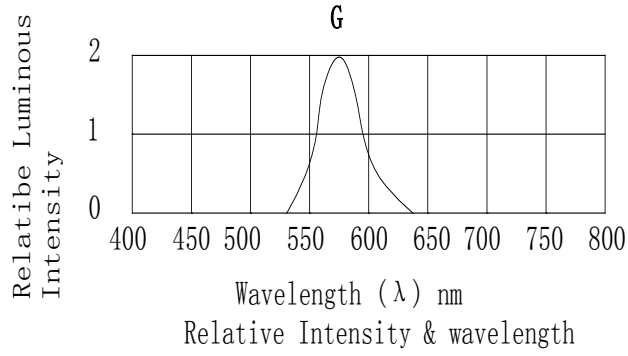 G
Relatibe Luminous
Intensity
2
1
0
400 450 500 550 600 650 700 750 800
Wavelength (λ) nm
Relative Intensity & wavelength